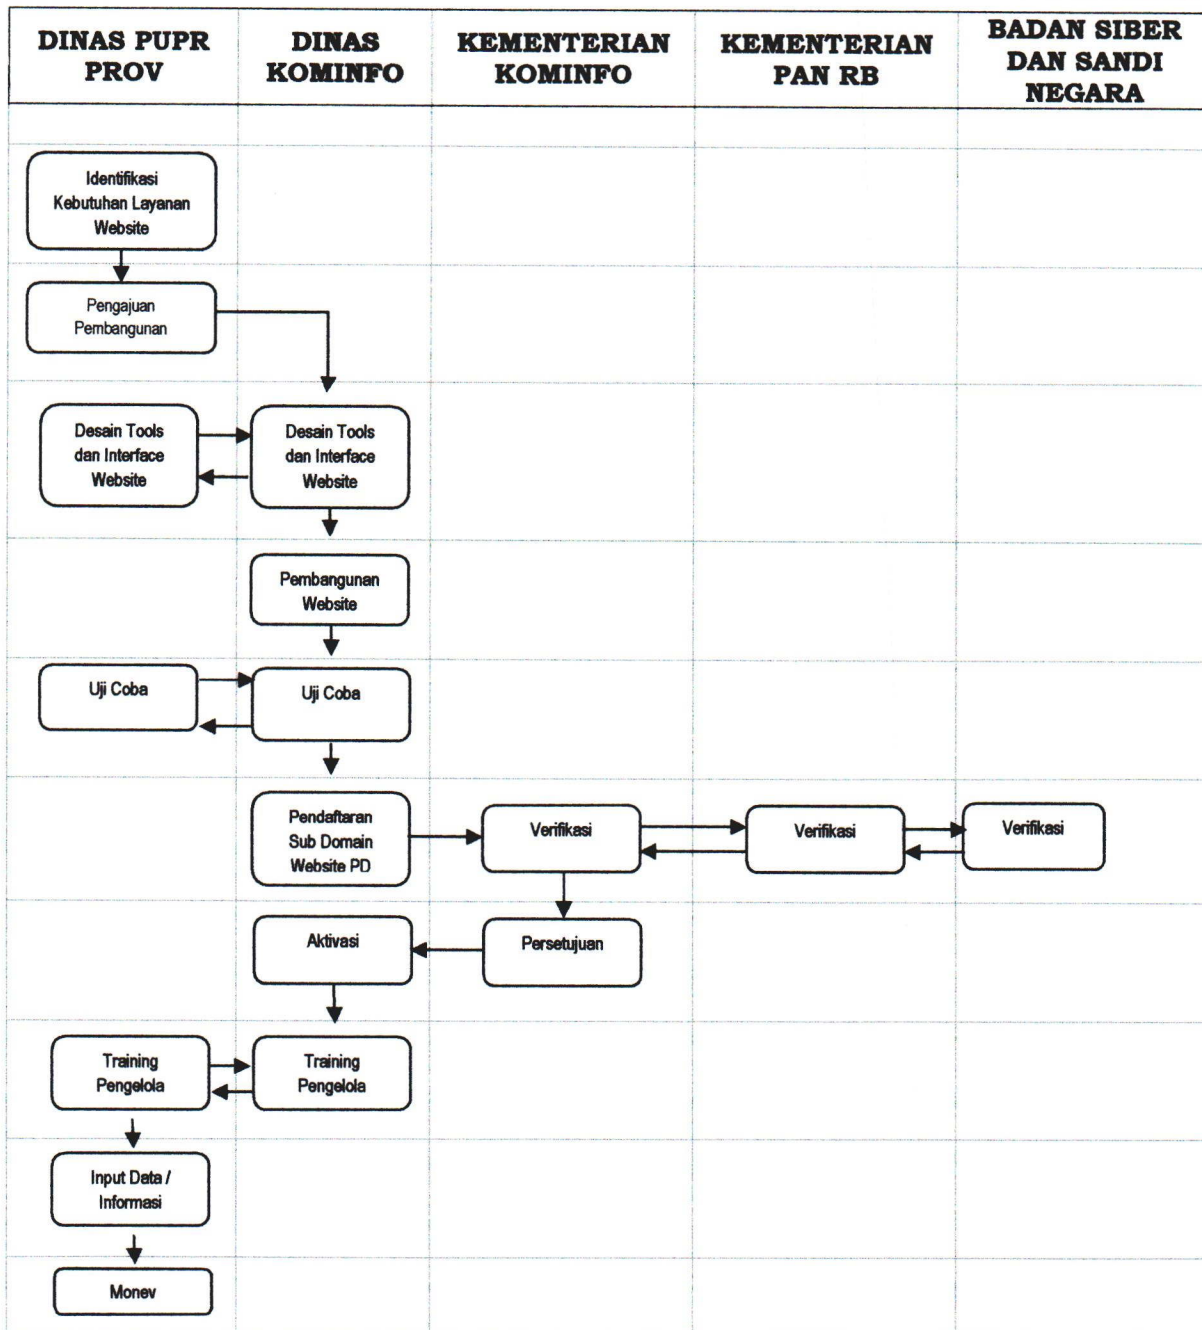 DINAS PUPR
PROV
DINAS
KOMINFO
KEMENTERIAN
KOMINFO
KEMENTERIAN
PAN RB
BADAN SIBER
DAN SANDI
NEGARA
Identifikasi
Kebutuhan Layanan
Website
Pengajuan
Pembangunan
Desain Tools
dan Interface
Website
Desain Tools
dan Interface
Website
Pembangunan
Website
Uji Coba
Uji Coba
Pendaftaran
Sub Domain
Website PD
Verifikasi
Verifikasi
Verifikasi
Aktivasi
Persetujuan
Training
Pengelola
Training
Pengelola
Input Data /
Informasi
Monev